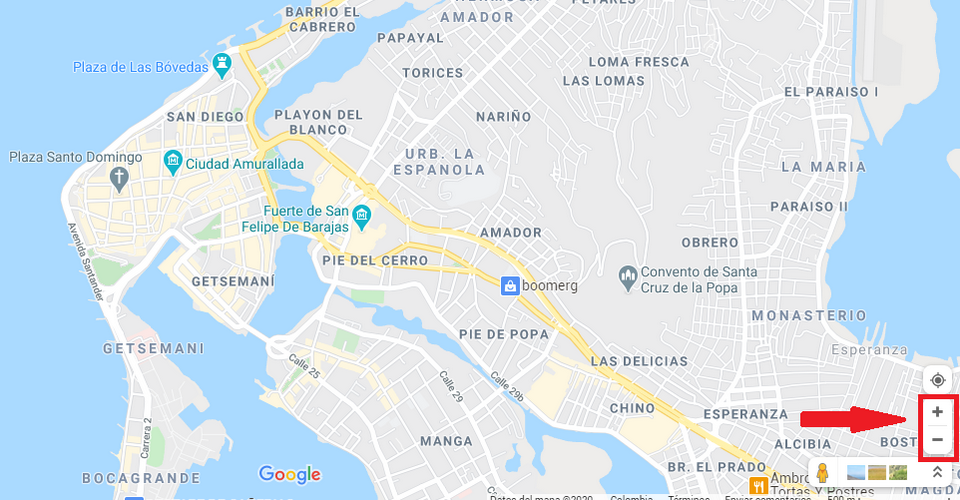 PETARES
BARRIO EL
CABRERO
AMADOR
PAPAYAL
Plaza de Las Bóvedas
TORICES
LOMA FRESCA
LAS LOMAS
EL PARAISO I
SAN DIEGO
PLAYON DEL
BLANCO
NARIÑO
Plaza Santo Domingo
Ciudad Amurallada
URB. LA
ESPANOLA
LA MARIA
PARAISO II
Fuerte de San
Felipe De Barajas
AMADOR
OBRERO
Avenida Santander
PIE DEL CERRO
GETSEMANÍ
boomerg
Convento de Santa
Cruz de la Popa
MONASTERIO
PIE DE POPA
GETSEMANI
Esperanza
LAS DELICIAS
Calle 25
Calle 29
Calle 29b
CHINO
ESPERANZA
Carrera 2
MANGA
ALCIBIA
BOST
BR. EL PRADO
BOCAGRANDE
Google
Ambro
Tortas Y Postres
Datos del mapa ©2020
Colombia
Términos
Enviar comentarios
500 m
+
−